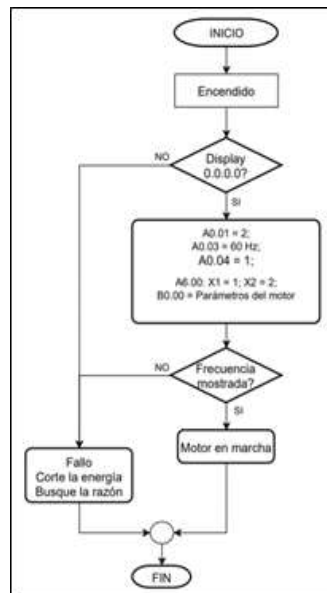 INICIO
Encendido
NO
Display
0.0.0.0?
SI
A0.01 = 2;
A0.03 = 60 Hz;
A0.04 = 1;
A6.00: X1 = 1; X2 = 2;
B0.00 = Parámetros del motor
NO
Frecuencia
mostrada?
SI
Motor en marcha
Fallo
Corte la energía
Busque la razón
FIN